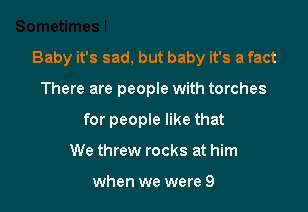 Sometimes I
Baby it's sad, but baby it's a fact
There are people with torches
for people like that
We threw rocks at him
when we were 9